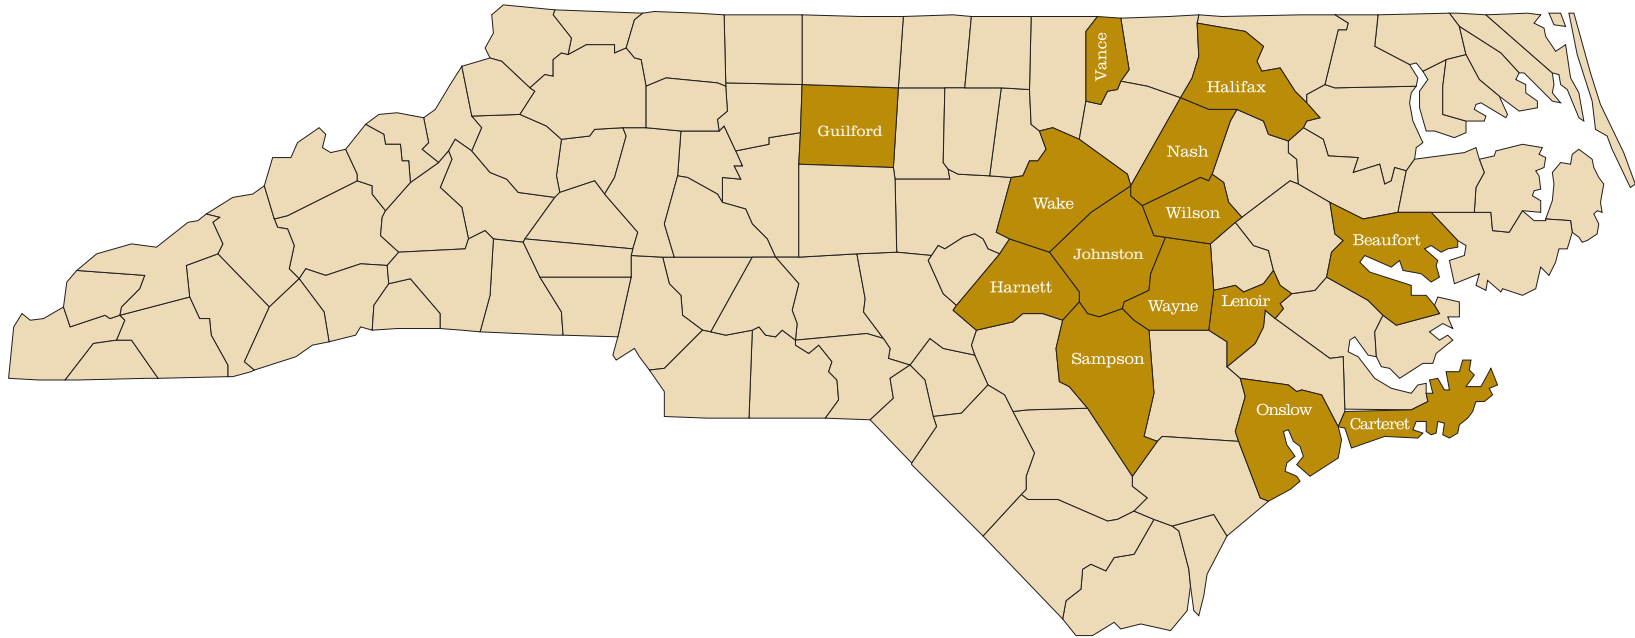 Vance
Halifax
Guilford
Nash
Wake
Wilson
Beaufort
Johnston
Harnett
Lenoir
Wayne
Sampson
Onslow
Carteret